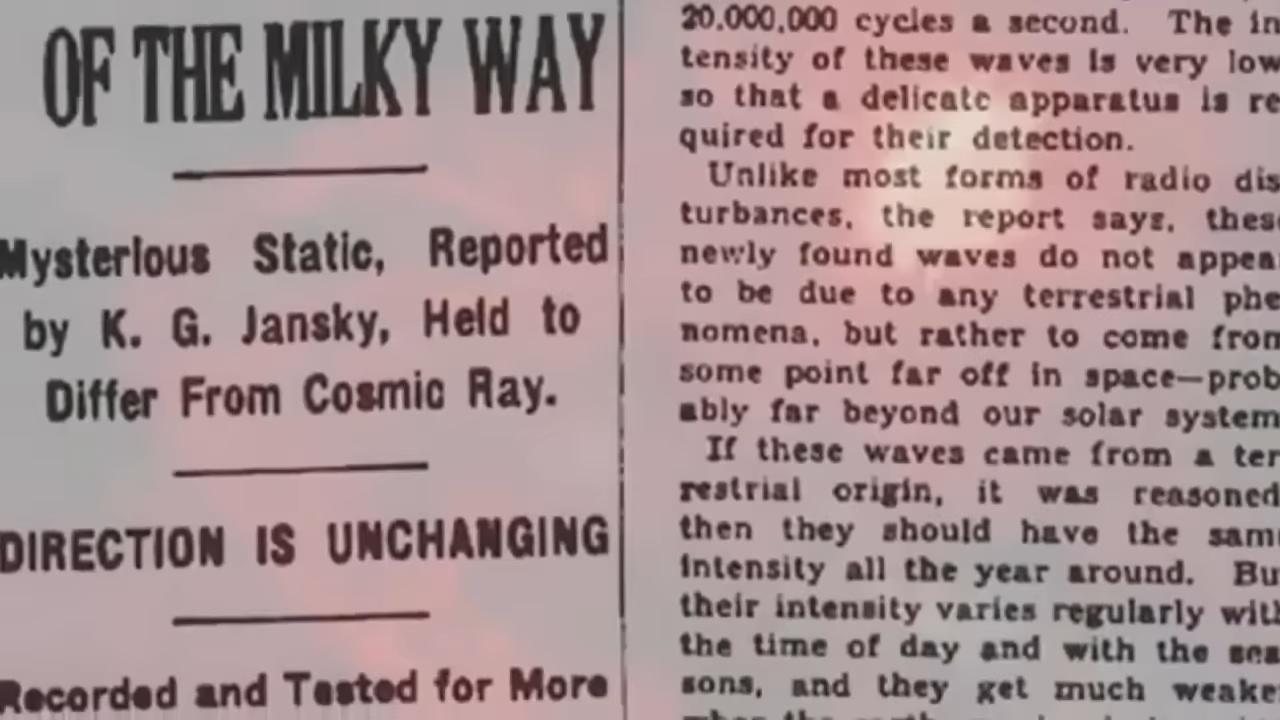 OF THE MILKY WAY
Mysterious Static, Reported
by K. G. Jansky, Held to
Differ From Cosmic Ray.
DIRECTION IS UNCHANGING
Recorded and Tested for More
20,000,000 cycles a second. The in
tensity of these waves is very low
so that a delicate apparatus is re
quired for their detection.
Unlike most forms of radio dis
turbances, the report says, these
newly found waves do not appea
to be due to any terrestrial phe
nomena, but rather to come from
some point far off in space—prob
ably far beyond our solar system
If these waves came from a ter
restrial origin, it was reasoned
then they should have the sam
intensity all the year around. Bu
their intensity varies regularly with
the time of day and with the sea
sons, and they get much weake